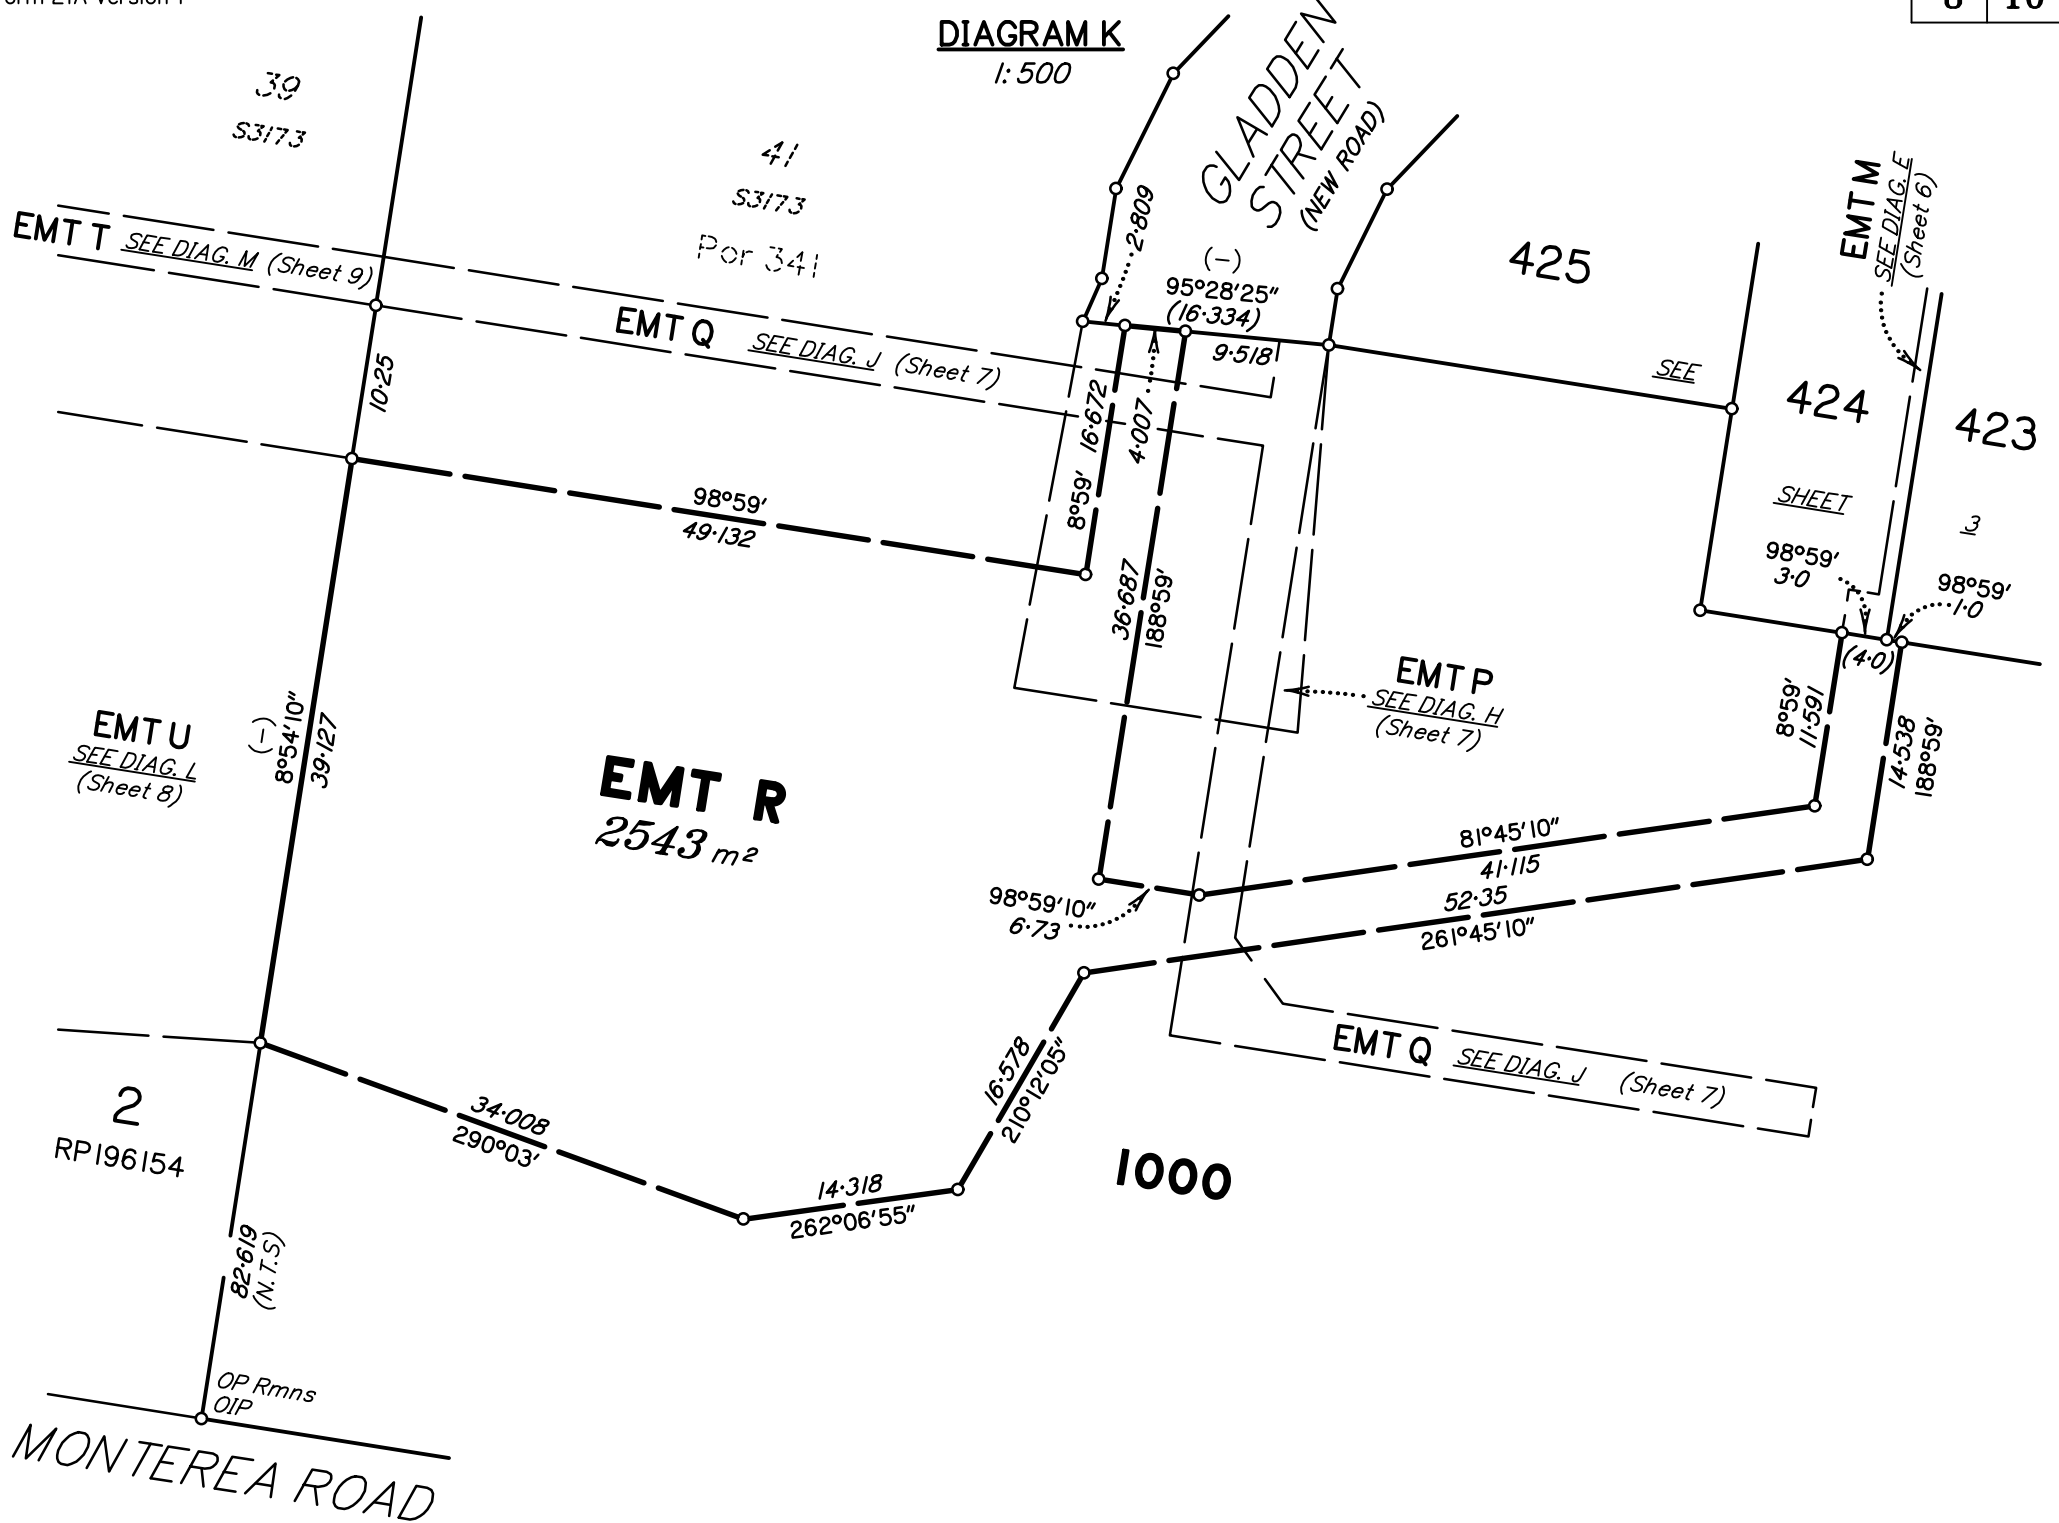 DIAGRAM K
1:500
8 10
39
S3173
41
S3173
Por 341
GLADDEN
STREET
(NEW ROAD)
EMT M
SEE DIAG. E
(Sheet 6)
EMT T SEE DIAG. M (Sheet 9)
2·809
(–)
95°28'25"
(16·334)
9·518
425
EMT Q SEE DIAG. J (Sheet 7)
10·25
SEE
424
423
8°59' 16·672
4·007
98°59'
49·132
SHEET
3
98°59'
3·0
98°59'
1·0
(4·0)
36·687
188°59'
EMT P
SEE DIAG. H
(Sheet 7)
8°59'
11·591
14·538
188°59'
EMT U
SEE DIAG. L
(Sheet 8)
(–)
8°54'10"
39·127
EMT R
2543 m²
81°45'10"
41·115
52·35
261°45'10"
98°59'10"
6·73
16·578
210°12'05"
EMT Q SEE DIAG. J (Sheet 7)
2
RP196154
34·008
290°03'
14·318
262°06'55"
1000
82·619
(N.T.S)
OP Rmns
OIP
MONTEREA ROAD